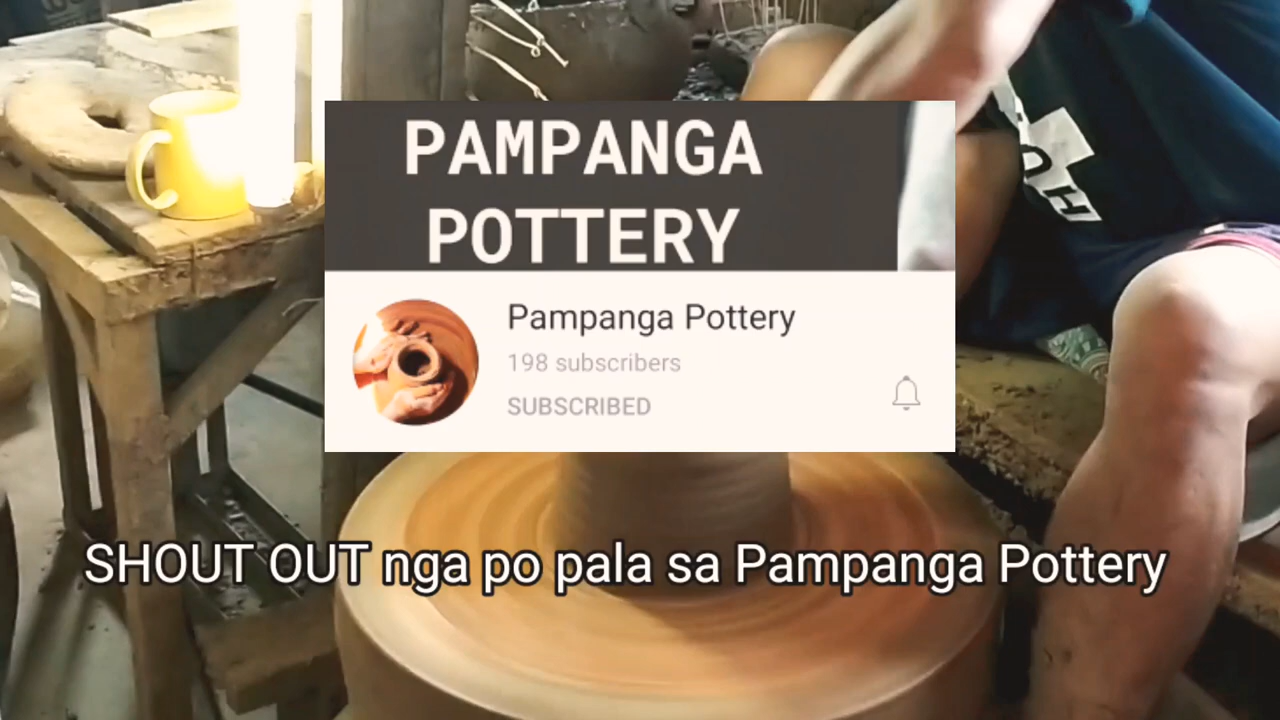 PAMPANGA
POTTERY
Pampanga Pottery
198 subscribers
SUBSCRIBED
SHOUT OUT nga po pala sa Pampanga Pottery